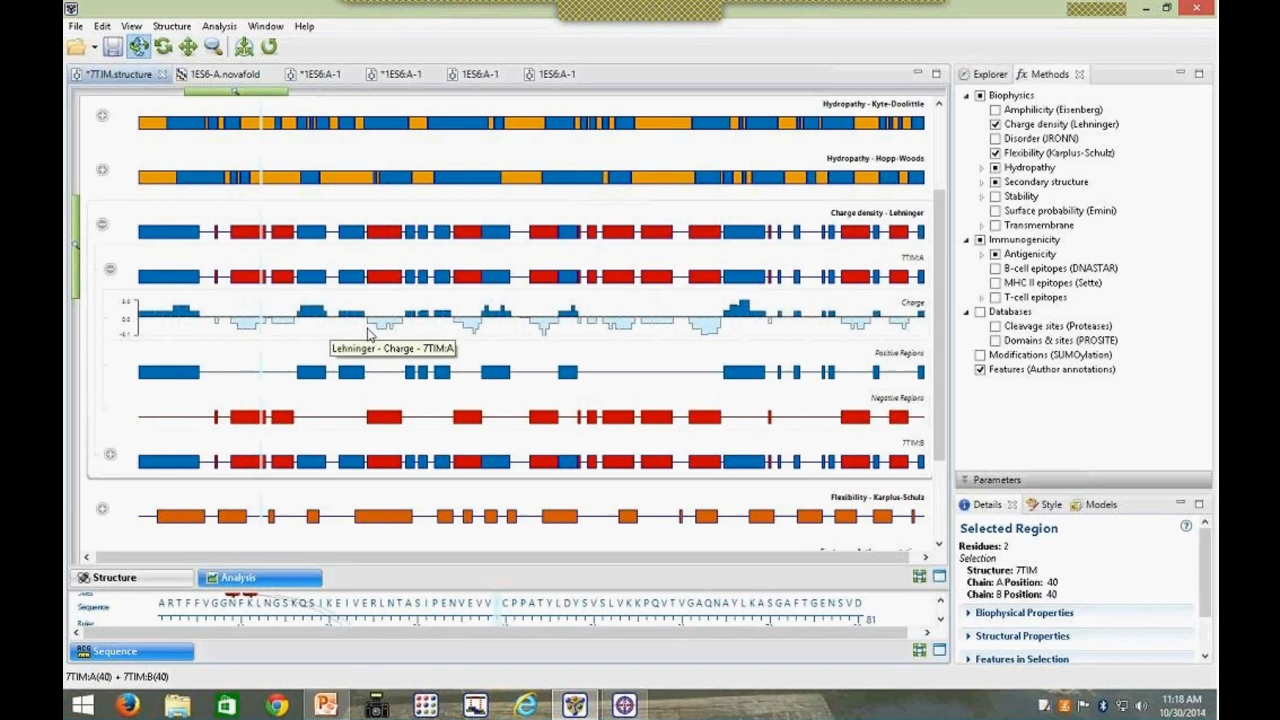 File Edit View Structure Analysis Window Help
*7TIM.structure 1ES6-A.novafold *1ES6:A-1 *1ES6:A-1 1ES6:A-1 1ES6:A-1
Explorer fx Methods
Hydropathy - Kyte-Doolittle
Hydropathy - Hopp-Woods
Charge density - Lehninger
7TIM:A
Charge
0.0
Lehninger - Charge - 7TIM:A
Positive Regions
Negative Regions
7TIM:B
Flexibility - Karplus-Schulz
Biophysics
Amphilicity (Eisenberg)
Charge density (Lehninger)
Disorder (JRONN)
Flexibility (Karplus-Schulz)
Hydropathy
Secondary structure
Stability
Surface probability (Emini)
Transmembrane
Immunogenicity
Antigenicity
B-cell epitopes (DNASTAR)
MHC II epitopes (Sette)
T-cell epitopes
Databases
Cleavage sites (Proteases)
Domains & sites (PROSITE)
Modifications (SUMOylation)
Features (Author annotations)
Parameters
Details Style Models
Selected Region
Residues: 2
Selection
Structure: 7TIM
Chain: A Position: 40
Chain: B Position: 40
Biophysical Properties
Structural Properties
Features in Selection
Structure Analysis
Sequence ARTFFVGGNFKLNGSKQSIKEIVERLNTASIPENVEVVICPPATYLDYSVSLVKKPQVTVGAQNAYLKASGAFTGENSVD
Ruler 81
Sequence
7TIM:A(40) + 7TIM:B(40)
11:18 AM
10/30/2014